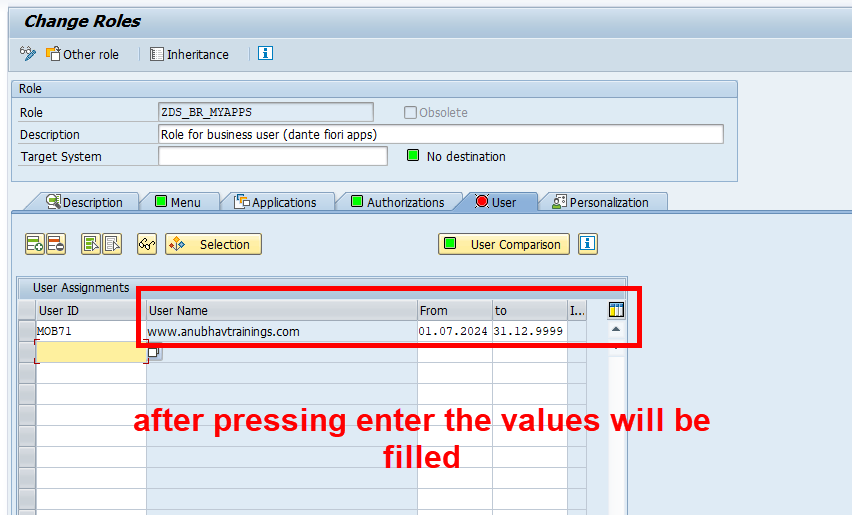 Change Roles
Other role Inheritance
Role
Role ZDS_BR_MYAPPS Obsolete
Description Role for business user (dante fiori apps)
Target System No destination
Description Menu Applications Authorizations User Personalization
Selection User Comparison
User Assignments
User ID User Name From to I...
MOB71 www.anubhavtrainings.com 01.07.2024 31.12.9999
after pressing enter the values will be
filled